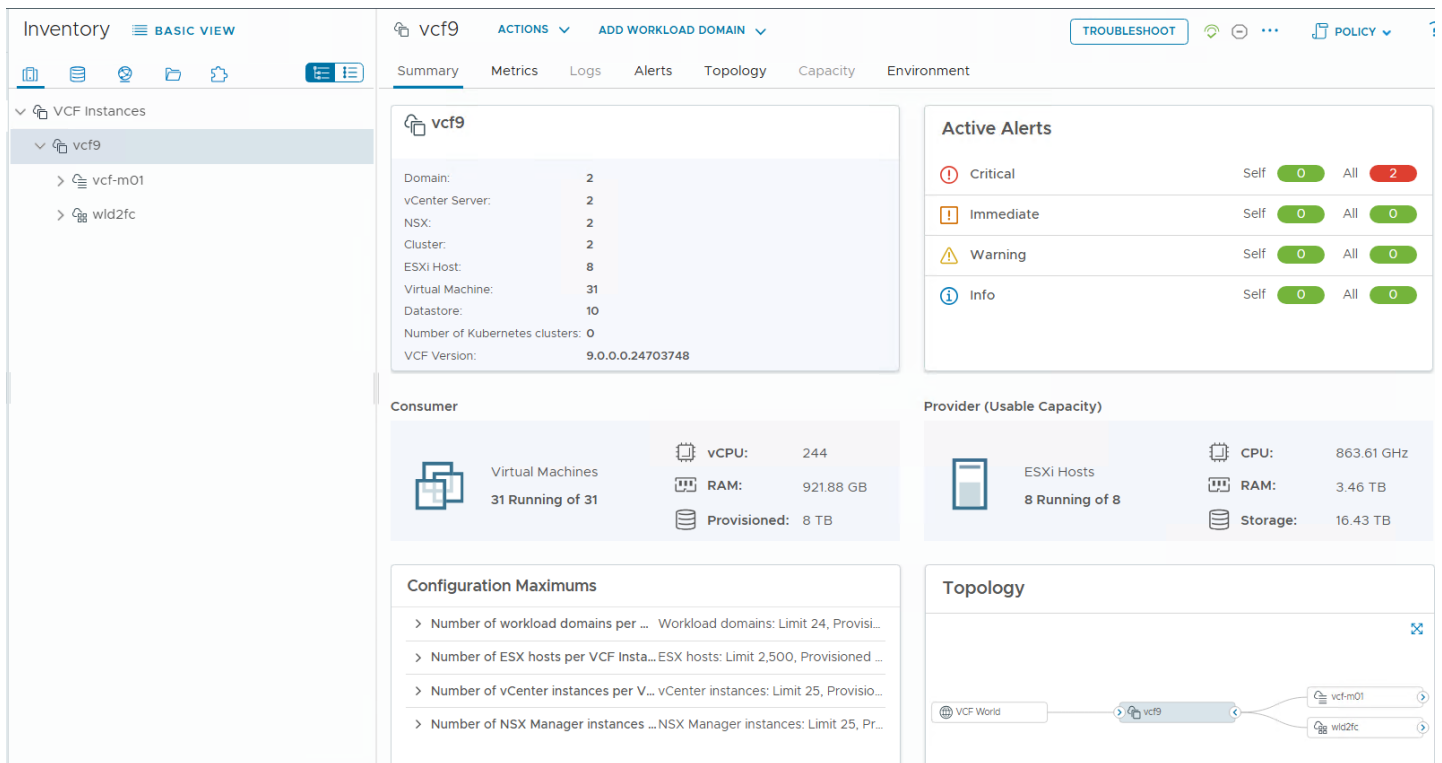 Inventory BASIC VIEW
VCF Instances
vcf9
vcf-m01
wld2fc
vcf9 ACTIONS ADD WORKLOAD DOMAIN TROUBLESHOOT ... POLICY ?
Summary Metrics Logs Alerts Topology Capacity Environment
vcf9
Domain: 2
vCenter Server: 2
NSX: 2
Cluster: 2
ESXi Host: 8
Virtual Machine: 31
Datastore: 10
Number of Kubernetes clusters: 0
VCF Version: 9.0.0.0.24703748
Active Alerts
Critical Self 0 All 2
Immediate Self 0 All 0
Warning Self 0 All 0
Info Self 0 All 0
Consumer
Virtual Machines
31 Running of 31
vCPU: 244
RAM: 921.88 GB
Provisioned: 8 TB
Provider (Usable Capacity)
ESXi Hosts
8 Running of 8
CPU: 863.61 GHz
RAM: 3.46 TB
Storage: 16.43 TB
Configuration Maximums
Number of workload domains per ... Workload domains: Limit 24, Provisi...
Number of ESX hosts per VCF Insta... ESX hosts: Limit 2,500, Provisioned ...
Number of vCenter instances per V... vCenter instances: Limit 25, Provisio...
Number of NSX Manager instances ... NSX Manager instances: Limit 25, Pr...
Topology
VCF World
vcf9
vcf-m01
wld2fc